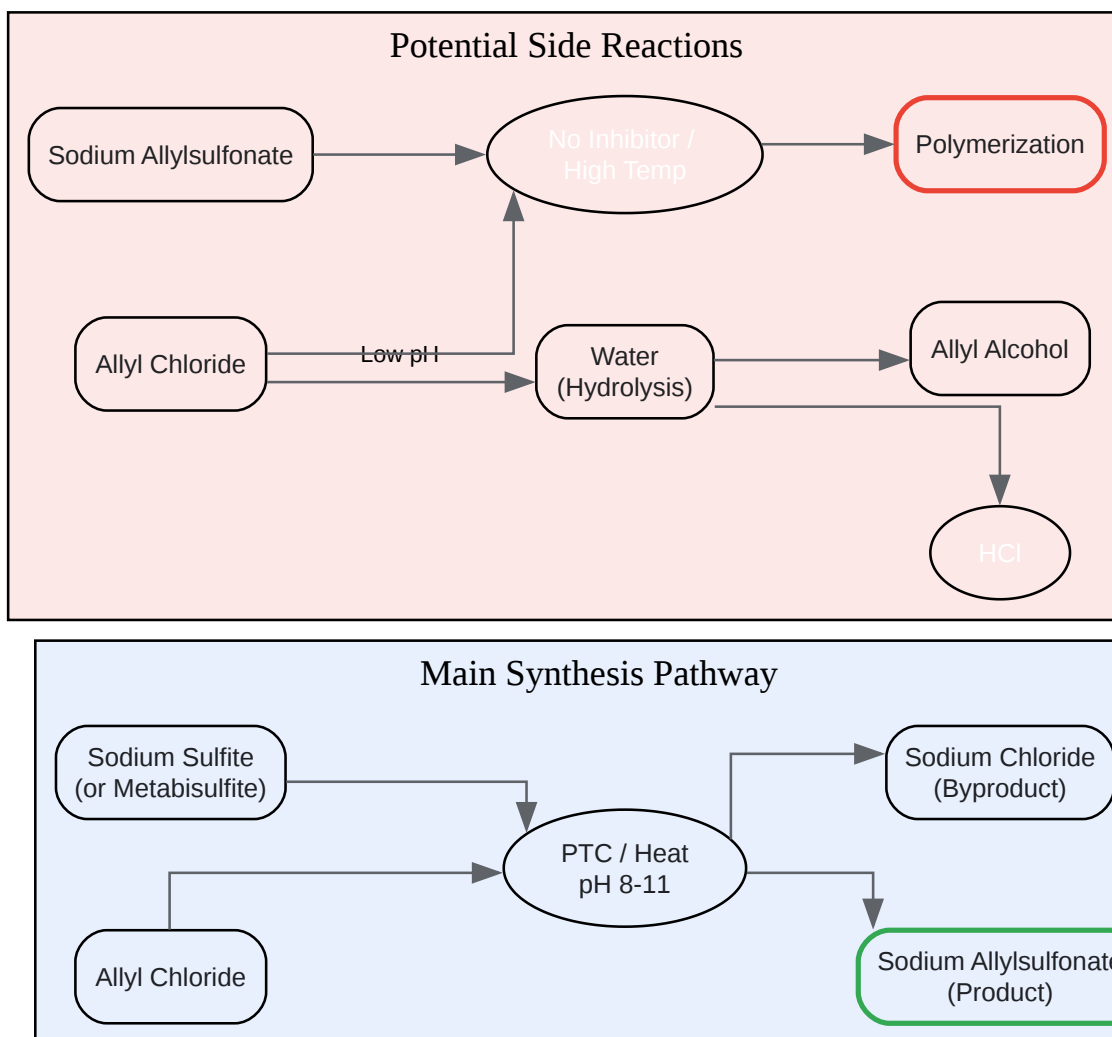 Potential Side Reactions
Sodium Allylsulfonate
No Inhibitor /
High Temp
Polymerization
Allyl Chloride
Low pH
Water
(Hydrolysis)
Allyl Alcohol
HCl
Main Synthesis Pathway
Sodium Sulfite
(or Metabisulfite)
PTC / Heat
pH 8-11
Sodium Chloride
(Byproduct)
Allyl Chloride
Sodium Allylsulfonate
(Product)